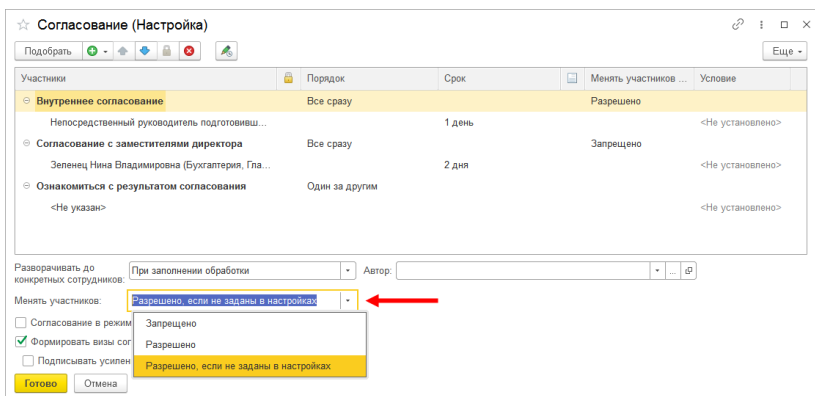 Согласование (Настройка)
Подобрать Еще
Участники Порядок Срок Менять участников ... Условие
Внутреннее согласование Все сразу Разрешено
Непосредственный руководитель подготовивш... 1 день <Не установлено>
Согласование с заместителями директора Все сразу Запрещено
Зеленец Нина Владимировна (Бухгалтерия, Гла... 2 дня <Не установлено>
Ознакомиться с результатом согласования Один за другим
<Не указан> <Не установлено>
Разворачивать до
конкретных сотрудников: При заполнении обработки Автор: ...
Менять участников: Разрешено, если не заданы в настройках
Согласование в режим
Запрещено
Формировать визы сог
Разрешено
Подписывать усилен
Разрешено, если не заданы в настройках
Готово Отмена